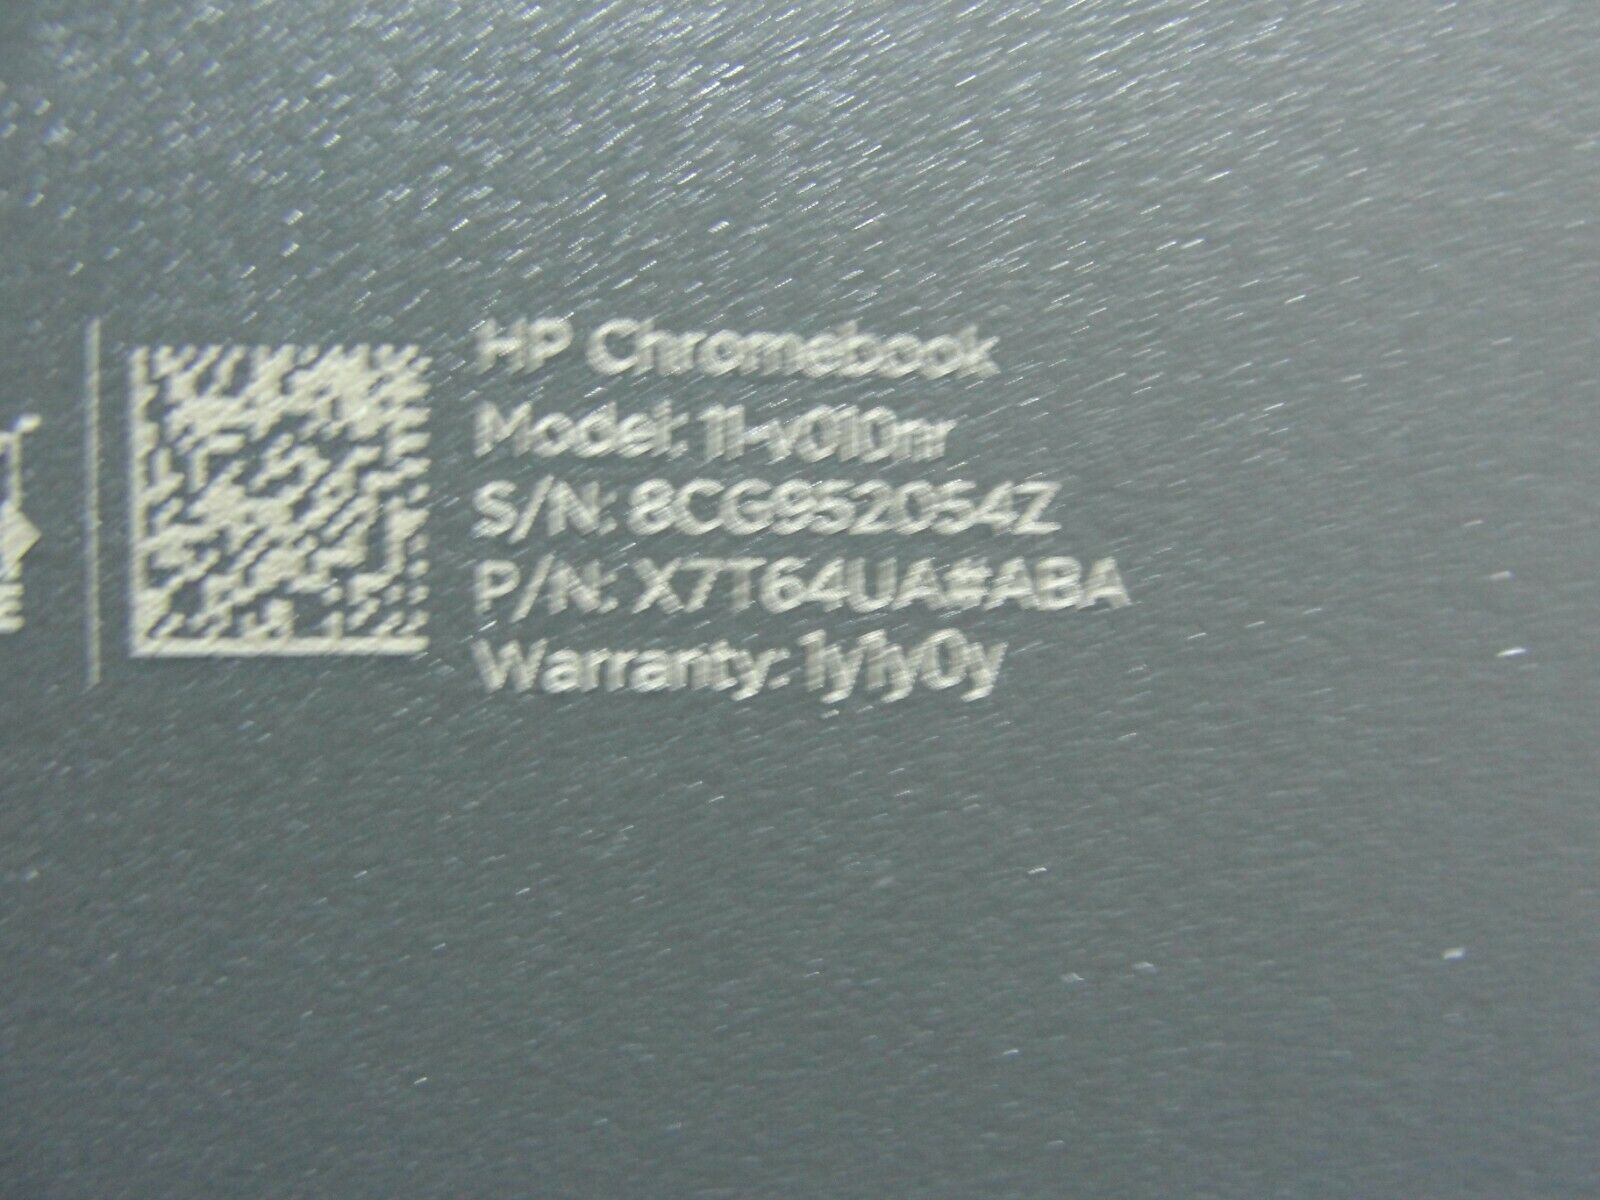 HP Chromebook
Model: 11-v010nr
S/N: 8CG952054Z
P/N: X7T64UA#ABA
Warranty: 1y1y0y